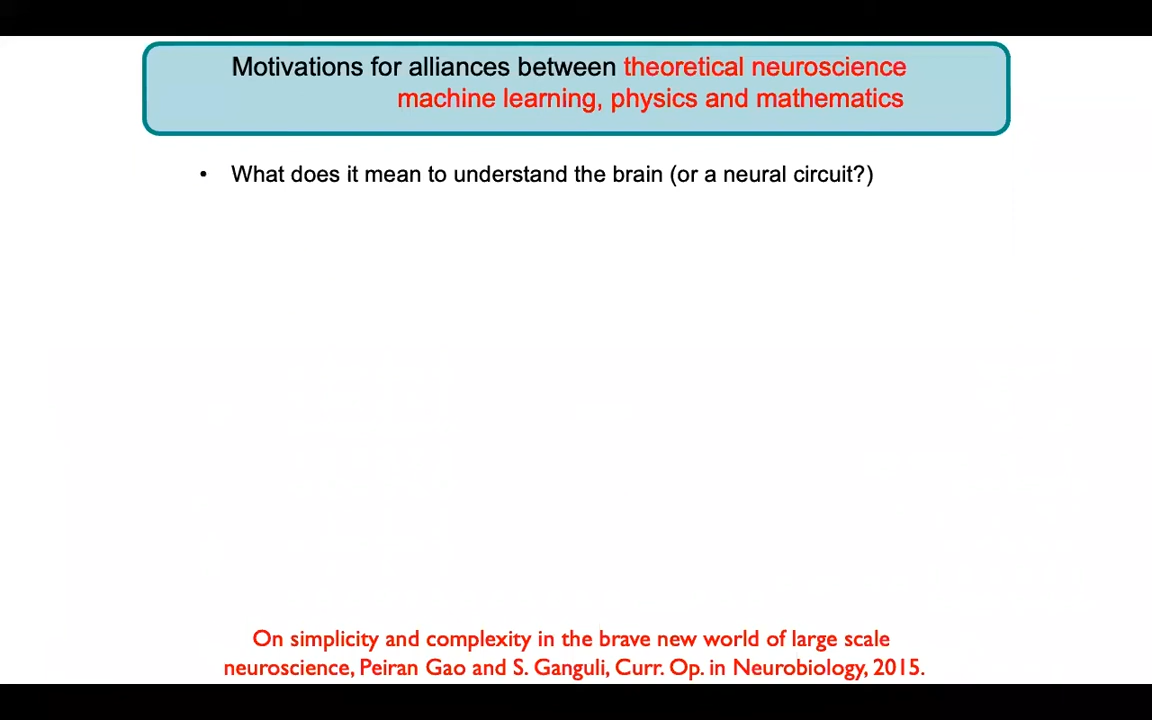 Motivations for alliances between theoretical neuroscience
machine learning, physics and mathematics
• What does it mean to understand the brain (or a neural circuit?)
On simplicity and complexity in the brave new world of large scale
neuroscience, Peiran Gao and S. Ganguli, Curr. Op. in Neurobiology, 2015.